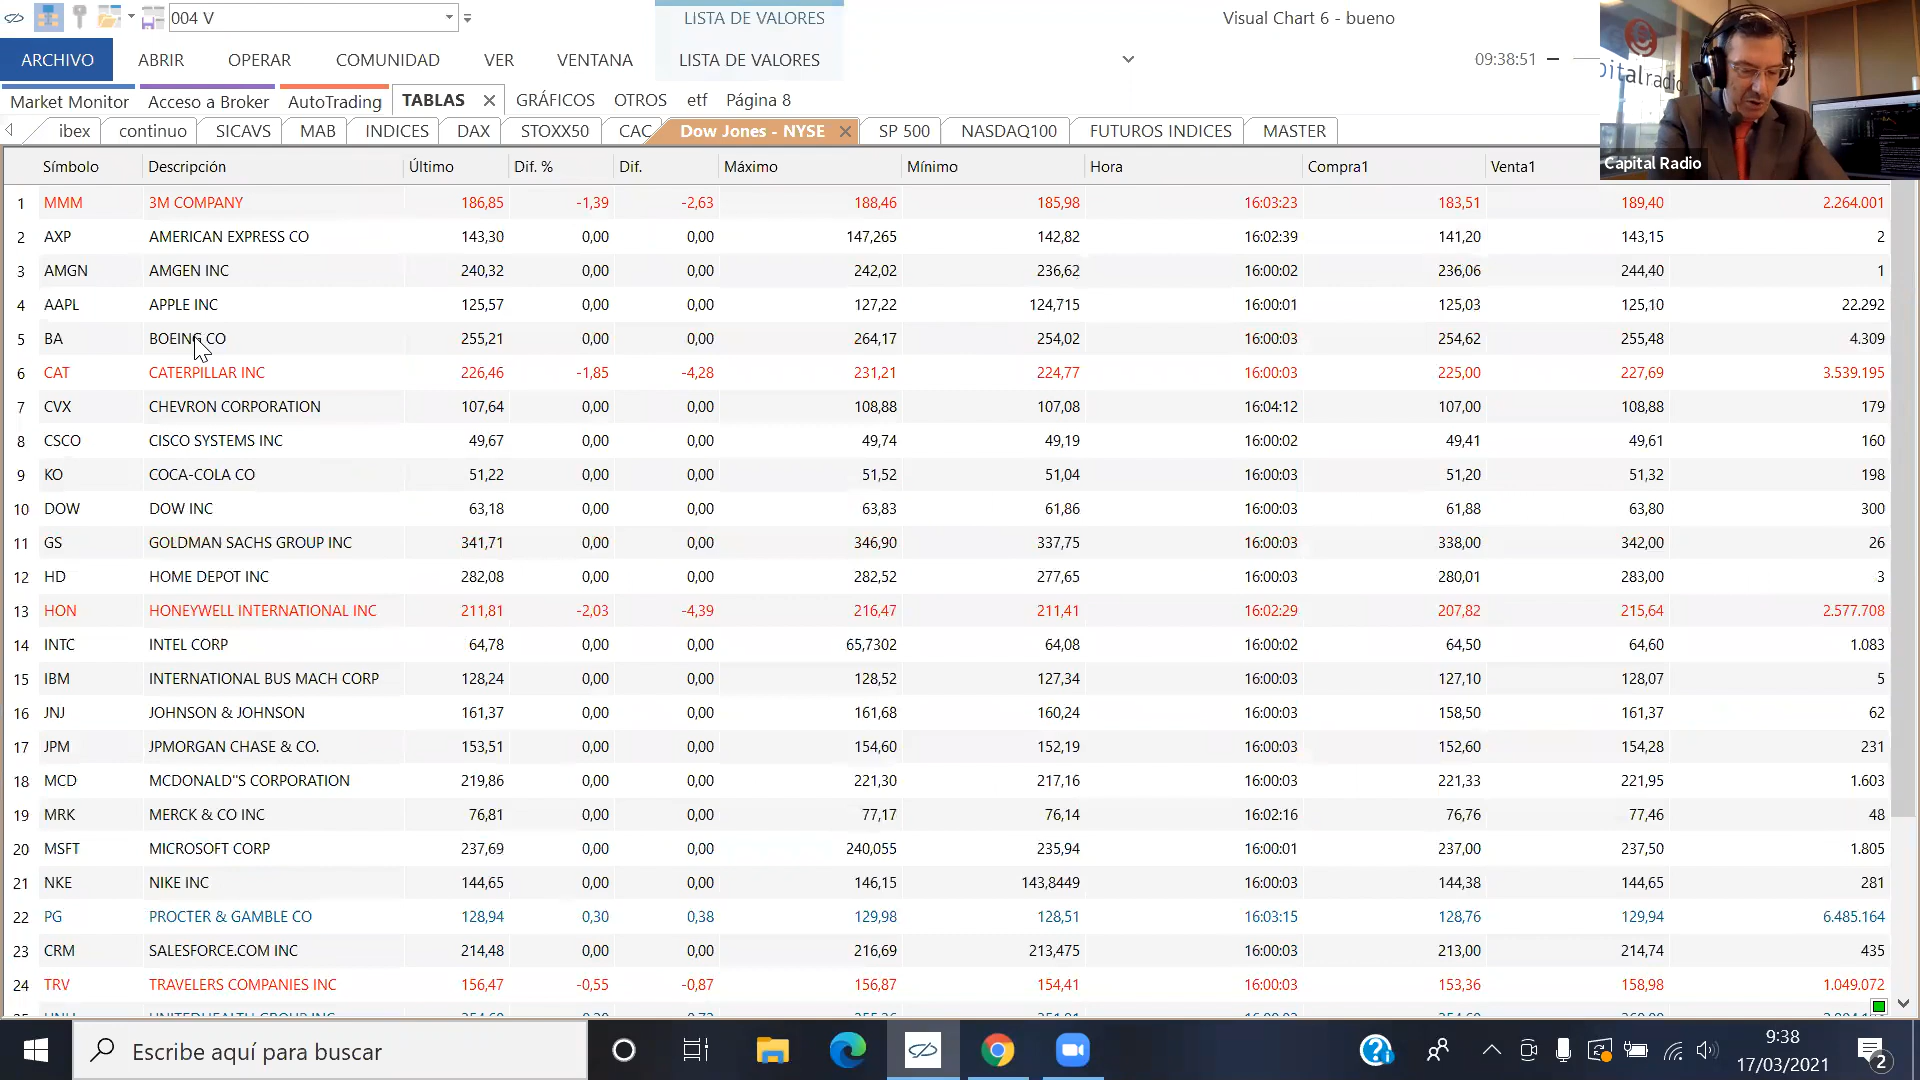 004 V
LISTA DE VALORES
Visual Chart 6 - bueno
ARCHIVO ABRIR OPERAR COMUNIDAD VER VENTANA LISTA DE VALORES 09:38:51
Market Monitor Acceso a Broker AutoTrading TABLAS GRÁFICOS OTROS etf Página 8
ibex continuo SICAVS MAB INDICES DAX STOXX50 CAC Dow Jones - NYSE SP 500 NASDAQ100 FUTUROS INDICES MASTER
Capital Radio
Símbolo Descripción Último Dif. % Dif. Máximo Mínimo Hora Compra1 Venta1
1 MMM 3M COMPANY 186,85 -1,39 -2,63 188,46 185,98 16:03:23 183,51 189,40 2.264.001
2 AXP AMERICAN EXPRESS CO 143,30 0,00 0,00 147,265 142,82 16:02:39 141,20 143,15 2
3 AMGN AMGEN INC 240,32 0,00 0,00 242,02 236,62 16:00:02 236,06 244,40 1
4 AAPL APPLE INC 125,57 0,00 0,00 127,22 124,715 16:00:01 125,03 125,10 22.292
5 BA BOEING CO 255,21 0,00 0,00 264,17 254,02 16:00:03 254,62 255,48 4.309
6 CAT CATERPILLAR INC 226,46 -1,85 -4,28 231,21 224,77 16:00:03 225,00 227,69 3.539.195
7 CVX CHEVRON CORPORATION 107,64 0,00 0,00 108,88 107,08 16:04:12 107,00 108,88 179
8 CSCO CISCO SYSTEMS INC 49,67 0,00 0,00 49,74 49,19 16:00:02 49,41 49,61 160
9 KO COCA-COLA CO 51,22 0,00 0,00 51,52 51,04 16:00:03 51,20 51,32 198
10 DOW DOW INC 63,18 0,00 0,00 63,83 61,86 16:00:03 61,88 63,80 300
11 GS GOLDMAN SACHS GROUP INC 341,71 0,00 0,00 346,90 337,75 16:00:03 338,00 342,00 26
12 HD HOME DEPOT INC 282,08 0,00 0,00 282,52 277,65 16:00:03 280,01 283,00 3
13 HON HONEYWELL INTERNATIONAL INC 211,81 -2,03 -4,39 216,47 211,41 16:02:29 207,82 215,64 2.577.708
14 INTC INTEL CORP 64,78 0,00 0,00 65,7302 64,08 16:00:02 64,50 64,60 1.083
15 IBM INTERNATIONAL BUS MACH CORP 128,24 0,00 0,00 128,52 127,34 16:00:03 127,10 128,07 5
16 JNJ JOHNSON & JOHNSON 161,37 0,00 0,00 161,68 160,24 16:00:03 158,50 161,37 62
17 JPM JPMORGAN CHASE & CO. 153,51 0,00 0,00 154,60 152,19 16:00:03 152,60 154,28 231
18 MCD MCDONALD"S CORPORATION 219,86 0,00 0,00 221,30 217,16 16:00:03 221,33 221,95 1.603
19 MRK MERCK & CO INC 76,81 0,00 0,00 77,17 76,14 16:02:16 76,76 77,46 48
20 MSFT MICROSOFT CORP 237,69 0,00 0,00 240,055 235,94 16:00:01 237,00 237,50 1.805
21 NKE NIKE INC 144,65 0,00 0,00 146,15 143,8449 16:00:03 144,38 144,65 281
22 PG PROCTER & GAMBLE CO 128,94 0,30 0,38 129,98 128,51 16:03:15 128,76 129,94 6.485.164
23 CRM SALESFORCE.COM INC 214,48 0,00 0,00 216,69 213,475 16:00:03 213,00 214,74 435
24 TRV TRAVELERS COMPANIES INC 156,47 -0,55 -0,87 156,87 154,41 16:00:03 153,36 158,98 1.049.072
Escribe aquí para buscar
9:38
17/03/2021
2